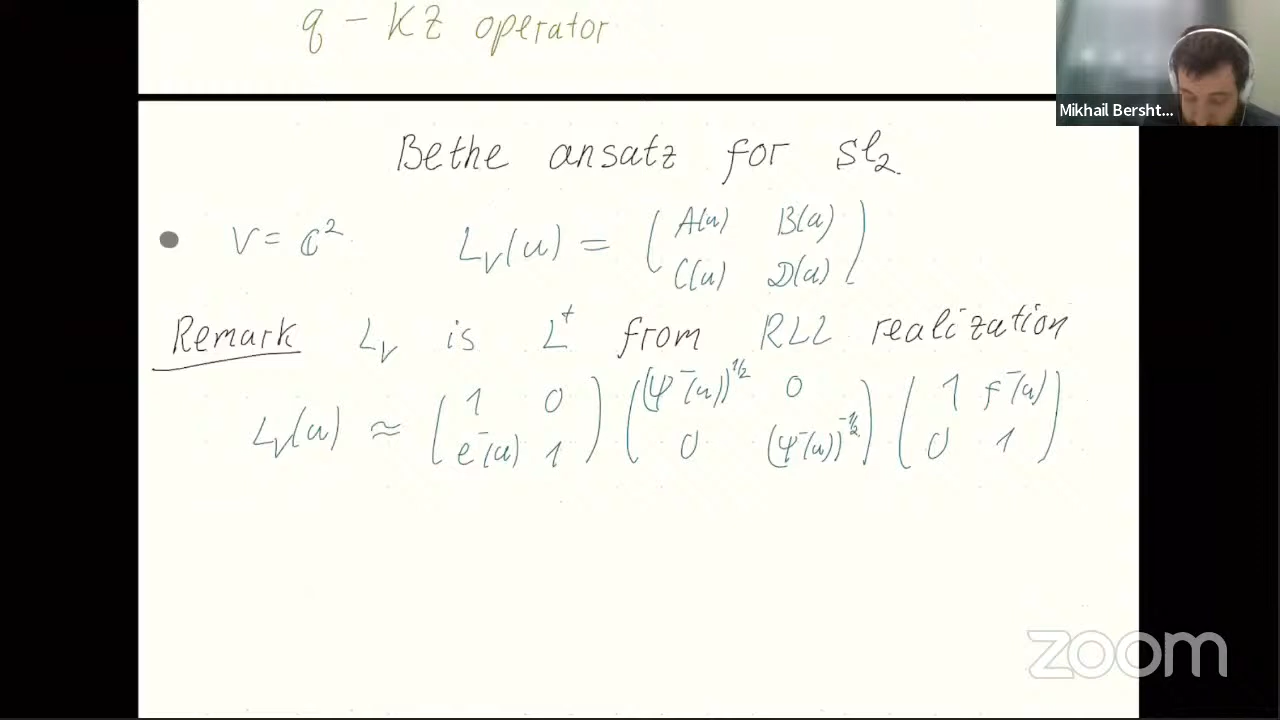 q - KZ operator
Mikhail Bersht...
Bethe ansatz for sl₂.
• V = ℂ² L_V(u) = ( A(u) B(u) ; C(u) D(u) )
Remark L_V is L⁺ from RLL realization
L_V(u) ≈ ( 1 0 ; e⁻(u) 1 ) ( (ψ⁻(u))^{1/2} 0 ; 0 (ψ⁻(u))^{-1/2} ) ( 1 f⁻(u) ; 0 1 )
zoom